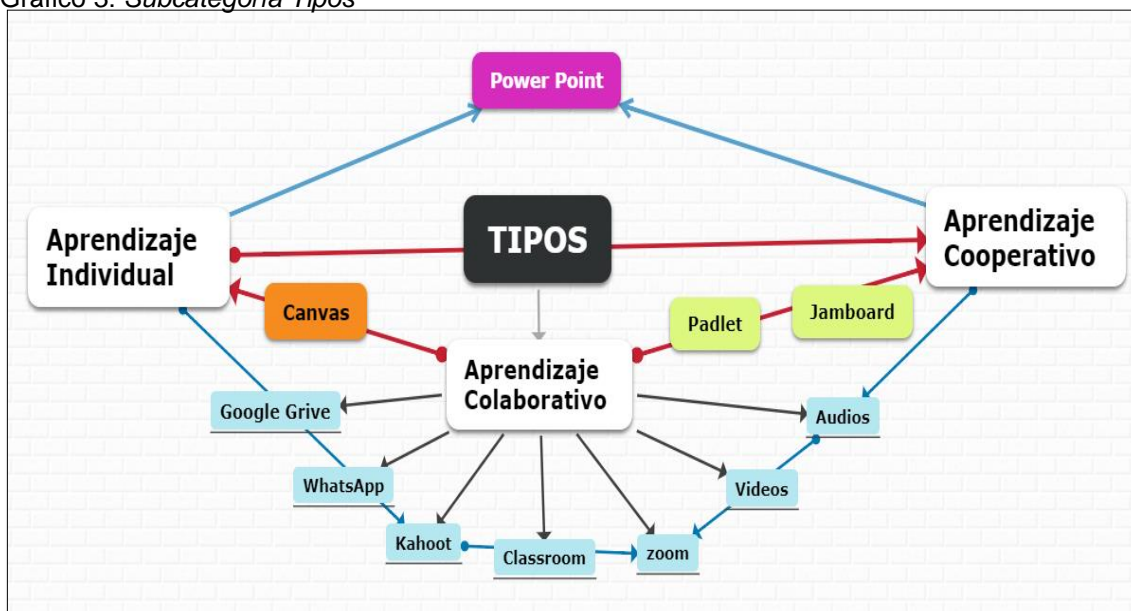 Gráfico 3. Subcategoría Tipos
Power Point
Aprendizaje
Individual
TIPOS
Aprendizaje
Cooperativo
Canvas
Padlet
Jamboard
Aprendizaje
Colaborativo
Google Grive
Audios
WhatsApp
Videos
Kahoot
Classroom
zoom